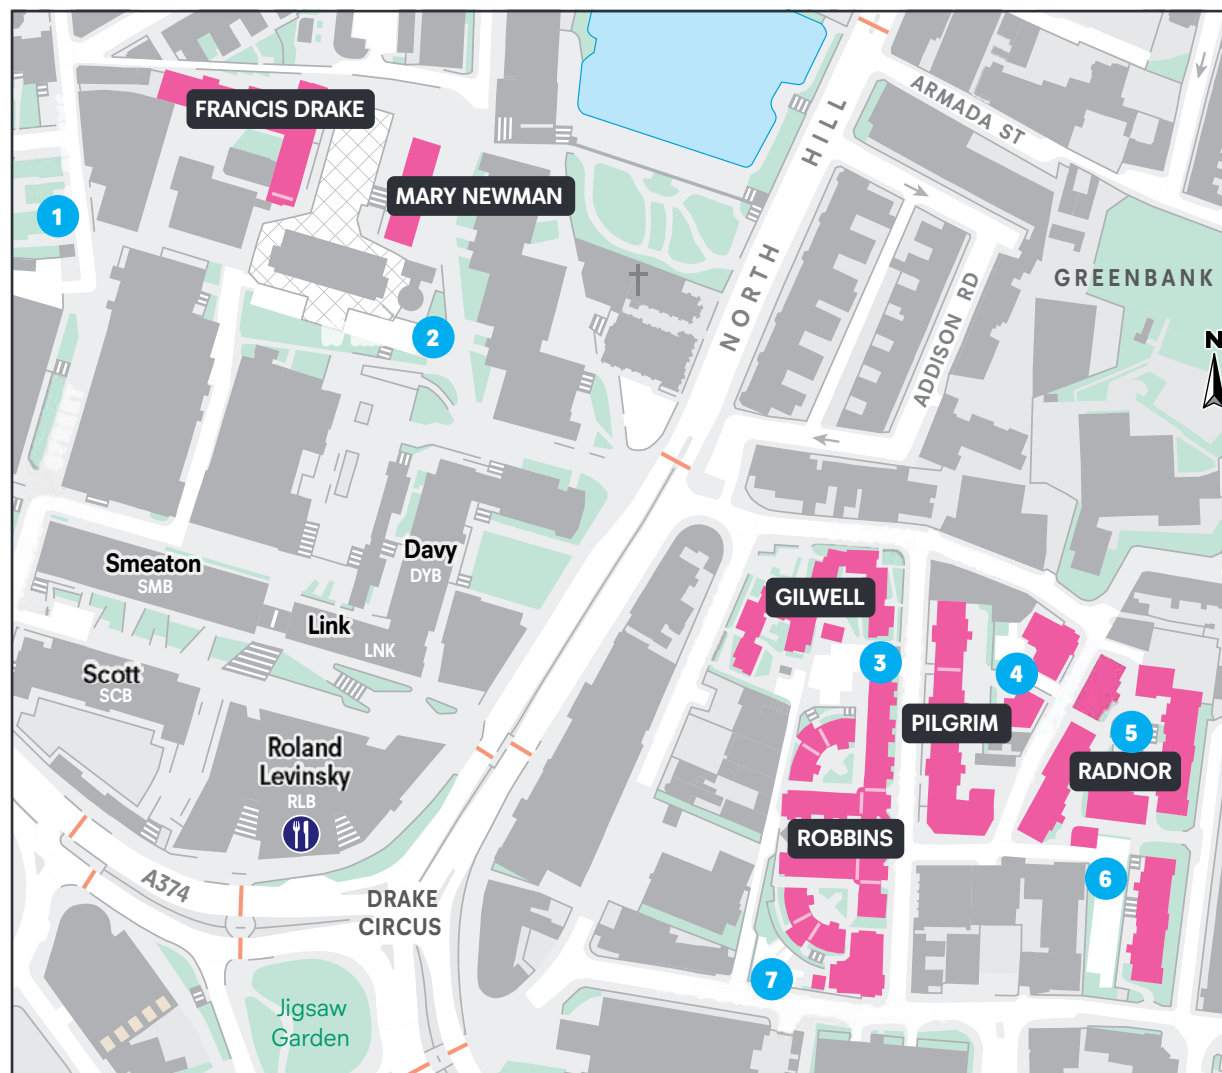 FRANCIS DRAKE
MARY NEWMAN
1
2
NORTH HILL
ARMADA ST
GREENBANK
ADDISON RD
N
Smeaton
SMB
Davy
DYB
Link
LNK
Scott
SCB
Roland
Levinsky
RLB
GILWELL
3
4
PILGRIM
5
RADNOR
ROBBINS
6
7
A374
DRAKE
CIRCUS
Jigsaw
Garden